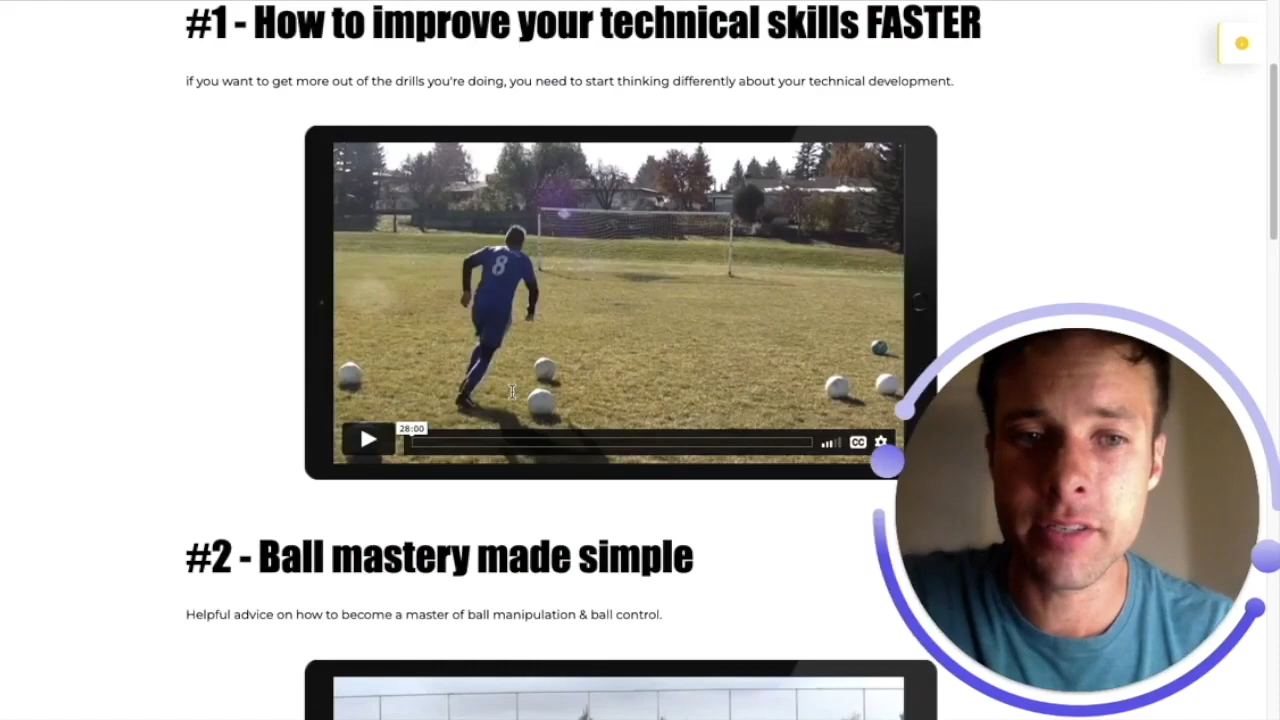 #1 - How to improve your technical skills FASTER
if you want to get more out of the drills you're doing, you need to start thinking differently about your technical development.
8
28:00
CC
#2 - Ball mastery made simple
Helpful advice on how to become a master of ball manipulation & ball control.